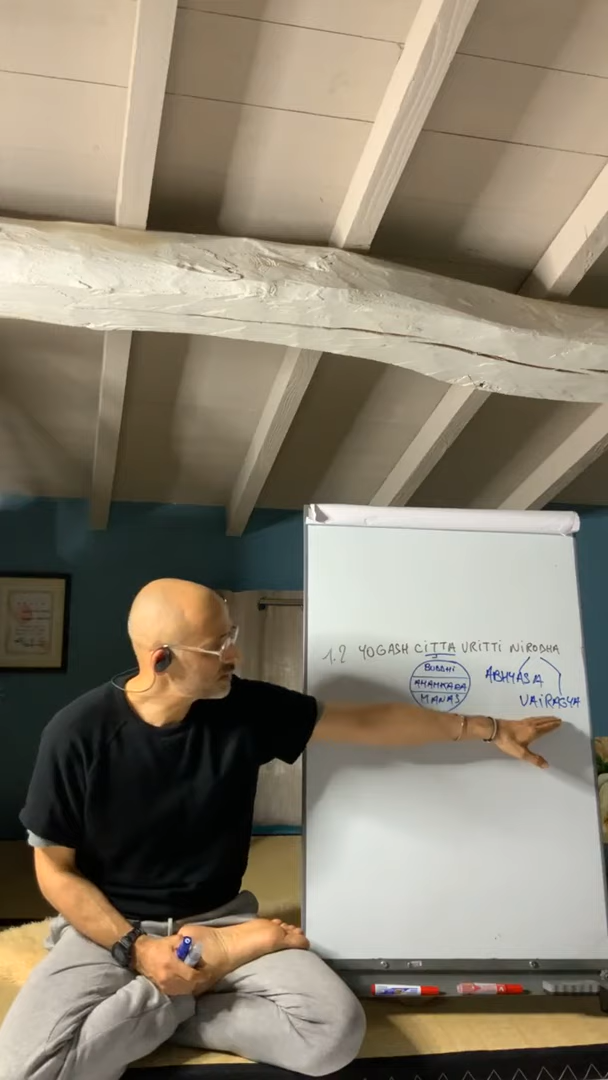 1.2 YOGASH CITTA VRITTI NIRODHA
BUDDHI
AHAMKARA
MANAS
ABHYASA
VAIRAGYA